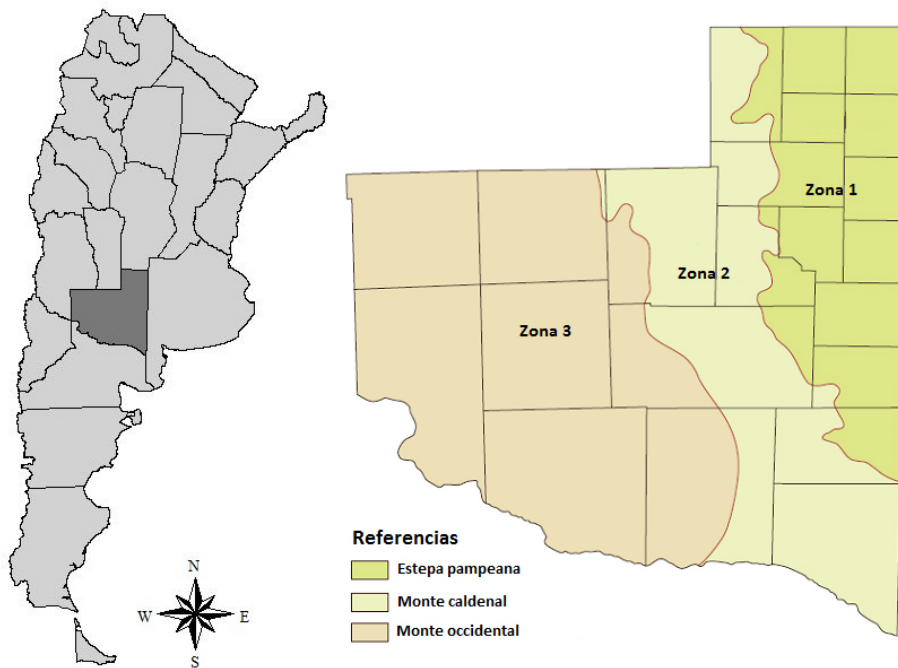 Zona 1
Zona 2
Zona 3
Referencias
Estepa pampeana
Monte caldenal
Monte occidental
N
W
E
S